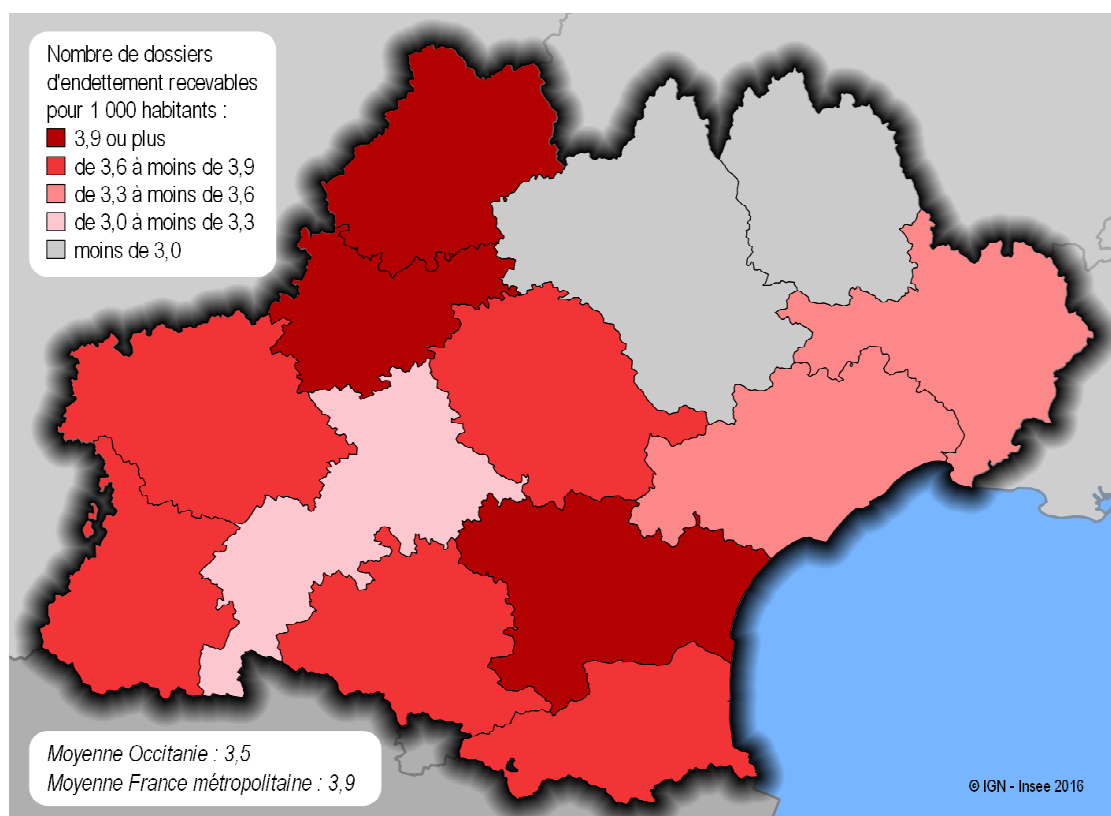 Nombre de dossiers
d'endettement recevables
pour 1 000 habitants :
3,9 ou plus
de 3,6 à moins de 3,9
de 3,3 à moins de 3,6
de 3,0 à moins de 3,3
moins de 3,0
Moyenne Occitanie : 3,5
Moyenne France métropolitaine : 3,9
© IGN - Insee 2016